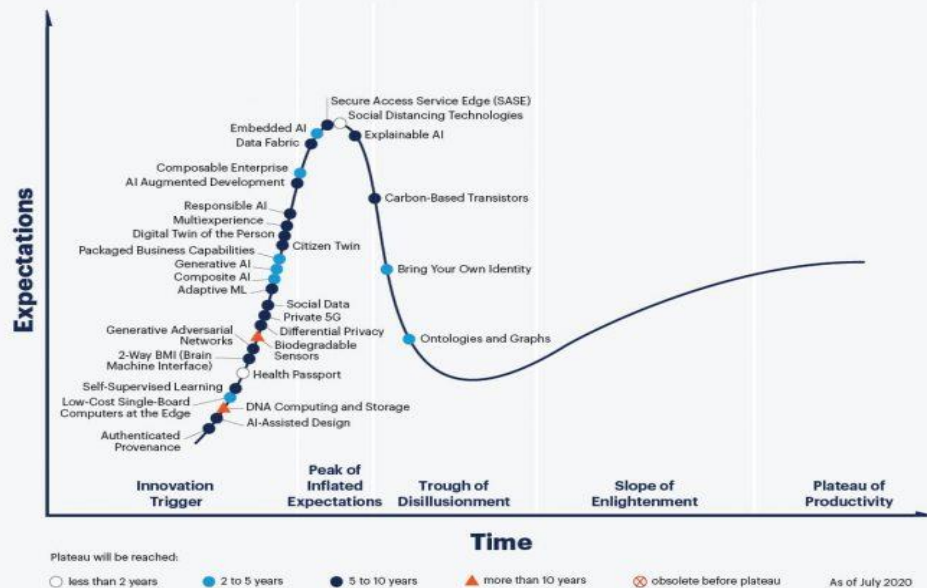 Expectations
Secure Access Service Edge (SASE)
Social Distancing Technologies
Embedded AI
Explainable AI
Data Fabric
Composable Enterprise
AI Augmented Development
Carbon-Based Transistors
Responsible AI
Multiexperience
Digital Twin of the Person
Citizen Twin
Packaged Business Capabilities
Generative AI
Bring Your Own Identity
Composite AI
Adaptive ML
Social Data
Private 5G
Differential Privacy
Generative Adversarial
Networks
Biodegradable
Sensors
Ontologies and Graphs
2-Way BMI (Brain
Machine Interface)
Health Passport
Self-Supervised Learning
Low-Cost Single-Board
Computers at the Edge
DNA Computing and Storage
AI-Assisted Design
Authenticated
Provenance
Innovation
Trigger
Peak of
Inflated
Expectations
Trough of
Disillusionment
Slope of
Enlightenment
Plateau of
Productivity
Time
Plateau will be reached:
less than 2 years
2 to 5 years
5 to 10 years
more than 10 years
obsolete before plateau
As of July 2020